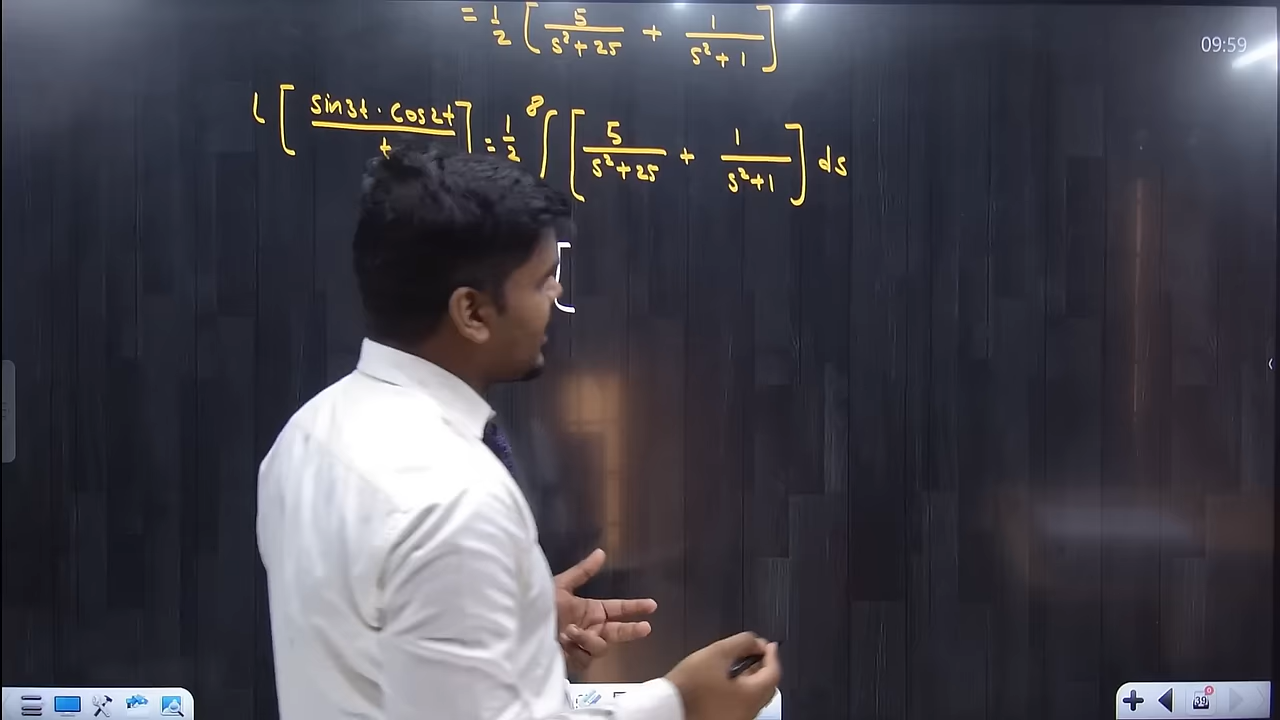 = 1/2 [ 5/(s²+25) + 1/(s²+1) ]
09:59
L [ sin3t · cos2t / t ] = 1/2 ∫ ∞ [ 5/(s²+25) + 1/(s²+1) ] ds
[
39